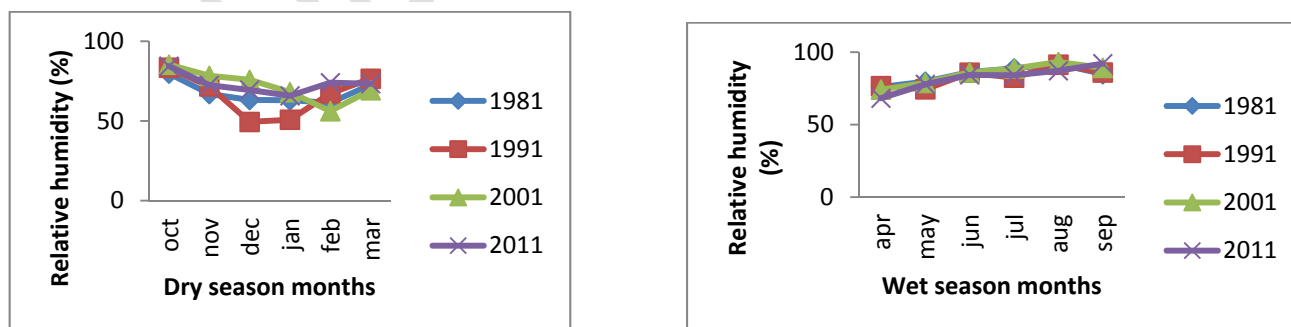 Relative humidity (%)
100
50
0
oct
nov
dec
jan
feb
mar
Dry season months
1981
1991
2001
2011
Relative humidity
(%)
100
50
0
apr
may
jun
jul
aug
sep
Wet season months
1981
1991
2001
2011